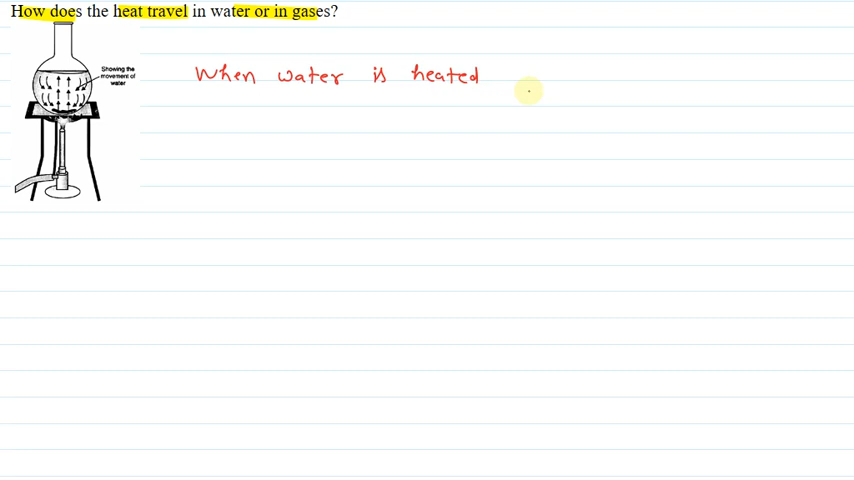 How does the heat travel in water or in gases?
Showing the
movement of
water
When water is heated